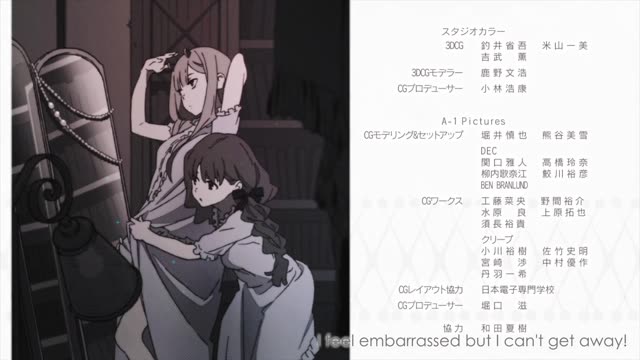 スタジオカラー
3DCG 釣井省吾 米山一美
吉武 薫
3DCGモデラー 鹿野文浩
CGプロデューサー 小林浩康
A-1 Pictures
CGモデリング&セットアップ 堀井慎也 熊谷美雪
DEC
関口雅人 高橋玲奈
柳内歌奈江 鮫川裕彦
BEN BRANLUND
CGワークス 工藤菜央 野間裕介
水原 良 上原拓也
須長裕貴
クリープ
小川裕樹 佐竹史明
宮崎 渉 中村優作
丹羽一希
CGレイアウト協力 日本電子専門学校
CGプロデューサー 堀口 滋
協力 和田夏樹
I feel embarrassed but I can't get away!